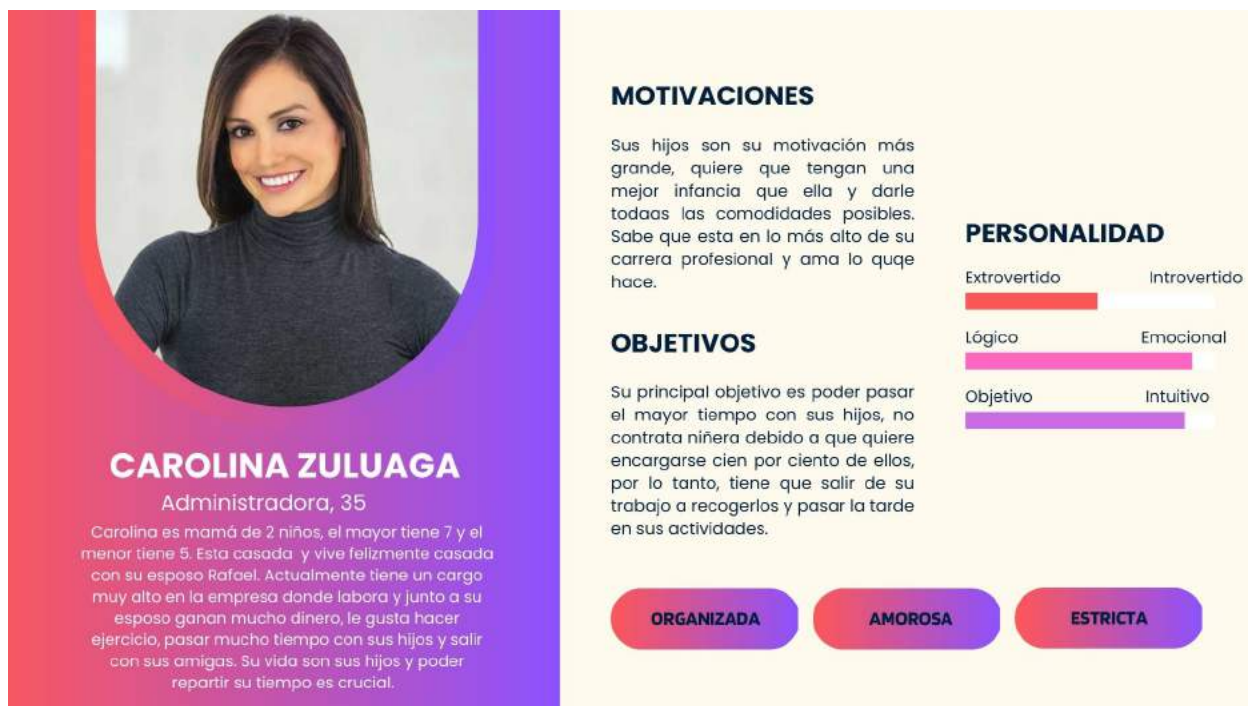 CAROLINA ZULUAGA
Administradora, 35
Carolina es mamá de 2 niños, el mayor tiene 7 y el
menor tiene 5. Esta casada y vive felizmente casada
con su esposo Rafael. Actualmente tiene un cargo
muy alto en la empresa donde labora y junto a su
esposo ganan mucho dinero, le gusta hacer
ejercicio, pasar mucho tiempo con sus hijos y salir
con sus amigas. Su vida son sus hijos y poder
repartir su tiempo es crucial.
MOTIVACIONES
Sus hijos son su motivación más
grande, quiere que tengan una
mejor infancia que ella y darle
todaas las comodidades posibles.
Sabe que esta en lo más alto de su
carrera profesional y ama lo quqe
hace.
OBJETIVOS
Su principal objetivo es poder pasar
el mayor tiempo con sus hijos, no
contrata niñera debido a que quiere
encargarse cien por ciento de ellos,
por lo tanto, tiene que salir de su
trabajo a recogerlos y pasar la tarde
en sus actividades.
PERSONALIDAD
Extrovertido Introvertido
Lógico Emocional
Objetivo Intuitivo
ORGANIZADA AMOROSA ESTRICTA